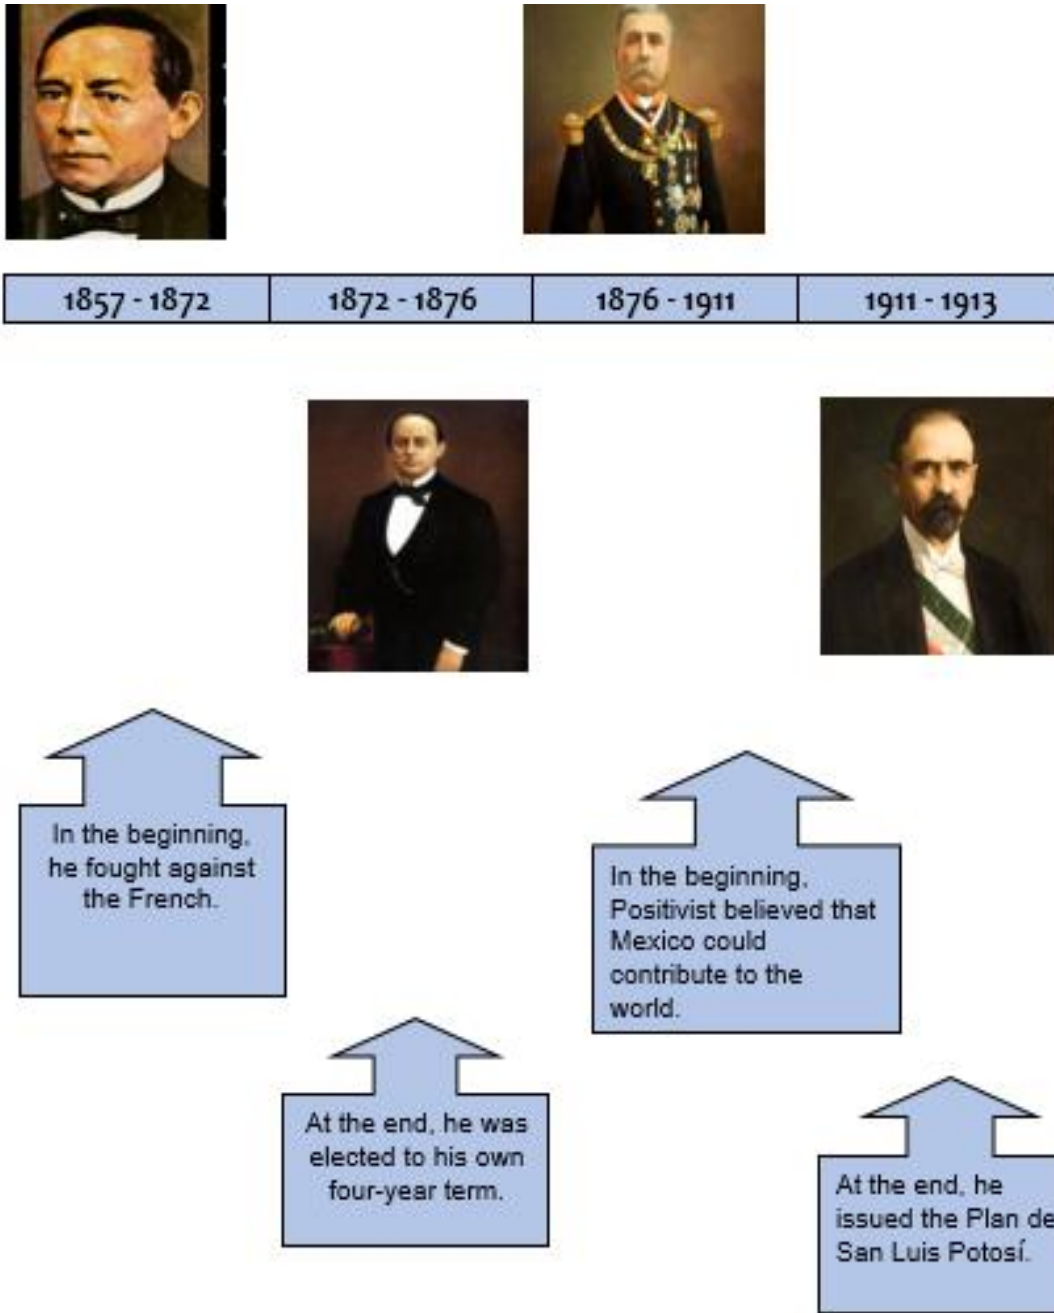 1857 - 1872
1872 - 1876
1876 - 1911
1911 - 1913
In the beginning,
he fought against
the French.
In the beginning,
Positivist believed that
Mexico could
contribute to the
world.
At the end, he was
elected to his own
four-year term.
At the end, he
issued the Plan de
San Luis Potosí.